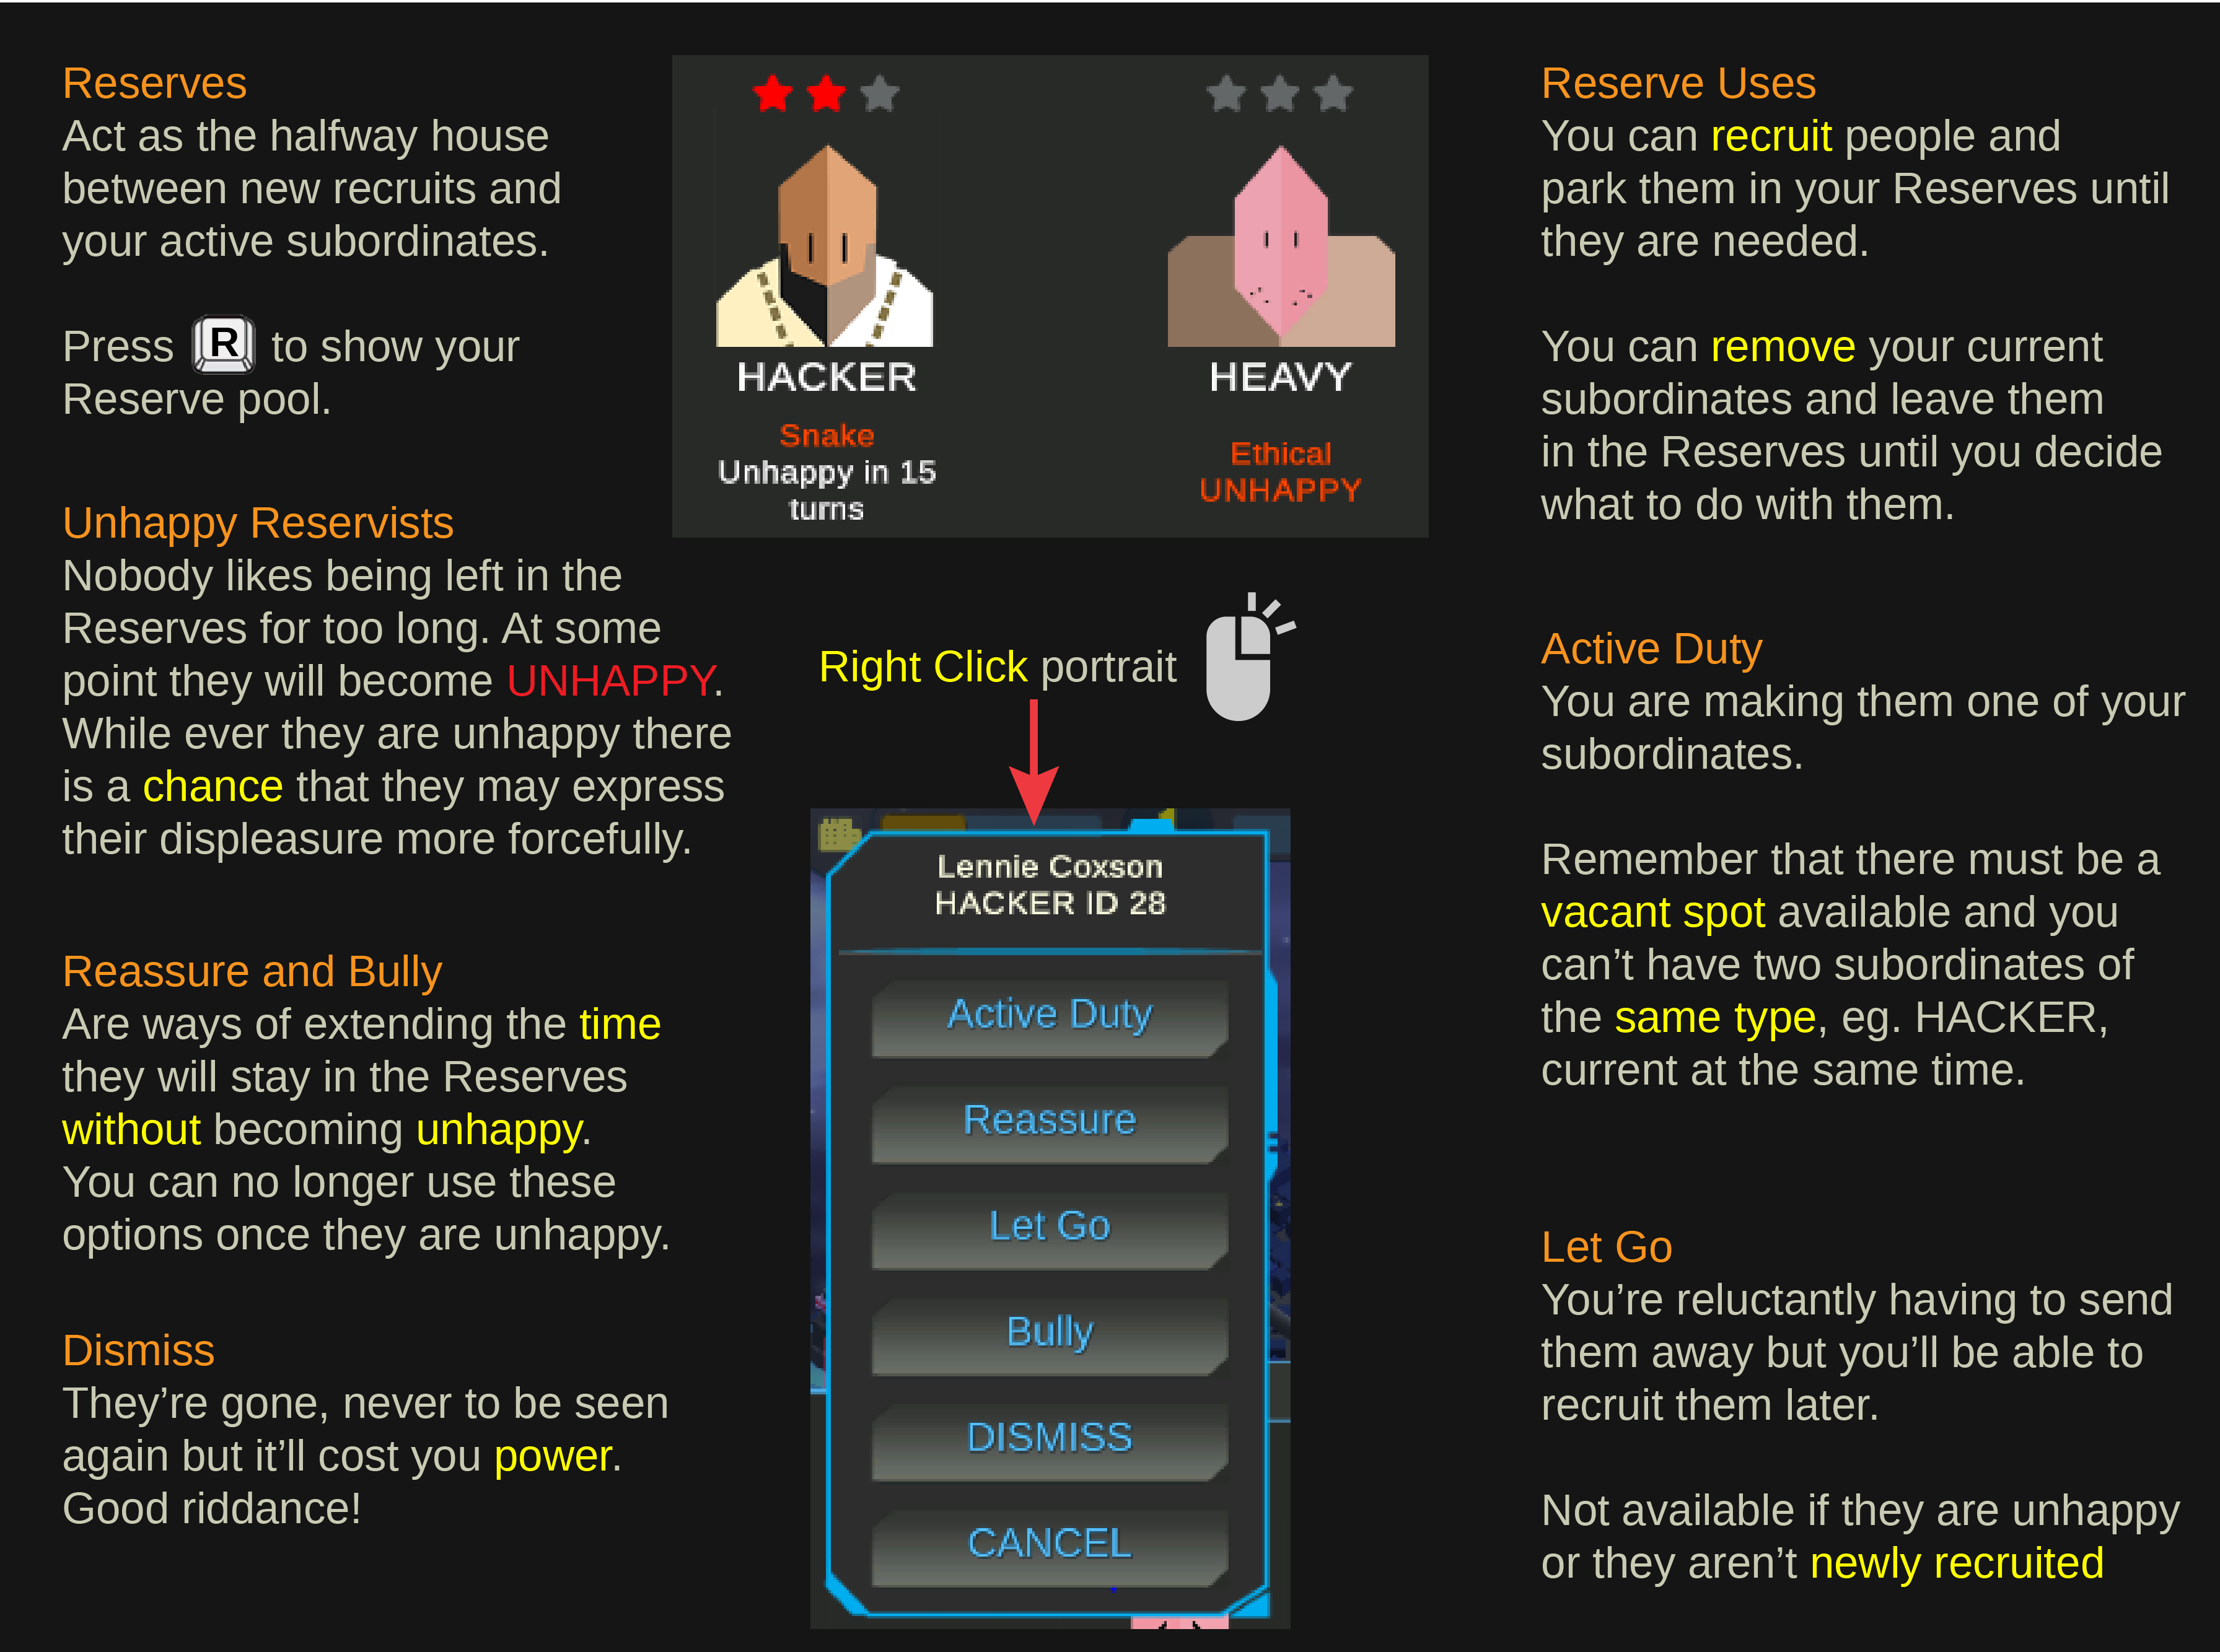 Reserves
Act as the halfway house
between new recruits and
your active subordinates.
Press R to show your
Reserve pool.
Unhappy Reservists
Nobody likes being left in the
Reserves for too long. At some
point they will become UNHAPPY.
While ever they are unhappy there
is a chance that they may express
their displeasure more forcefully.
Reassure and Bully
Are ways of extending the time
they will stay in the Reserves
without becoming unhappy.
You can no longer use these
options once they are unhappy.
Dismiss
They're gone, never to be seen
again but it'll cost you power.
Good riddance!
HACKER
Snake
Unhappy in 15
turns
HEAVY
Ethical
UNHAPPY
Right Click portrait
Lennie Coxson
HACKER ID 28
Active Duty
Reassure
Let Go
Bully
DISMISS
CANCEL
Reserve Uses
You can recruit people and
park them in your Reserves until
they are needed.
You can remove your current
subordinates and leave them
in the Reserves until you decide
what to do with them.
Active Duty
You are making them one of your
subordinates.
Remember that there must be a
vacant spot available and you
can't have two subordinates of
the same type, eg. HACKER,
current at the same time.
Let Go
You're reluctantly having to send
them away but you'll be able to
recruit them later.
Not available if they are unhappy
or they aren't newly recruited